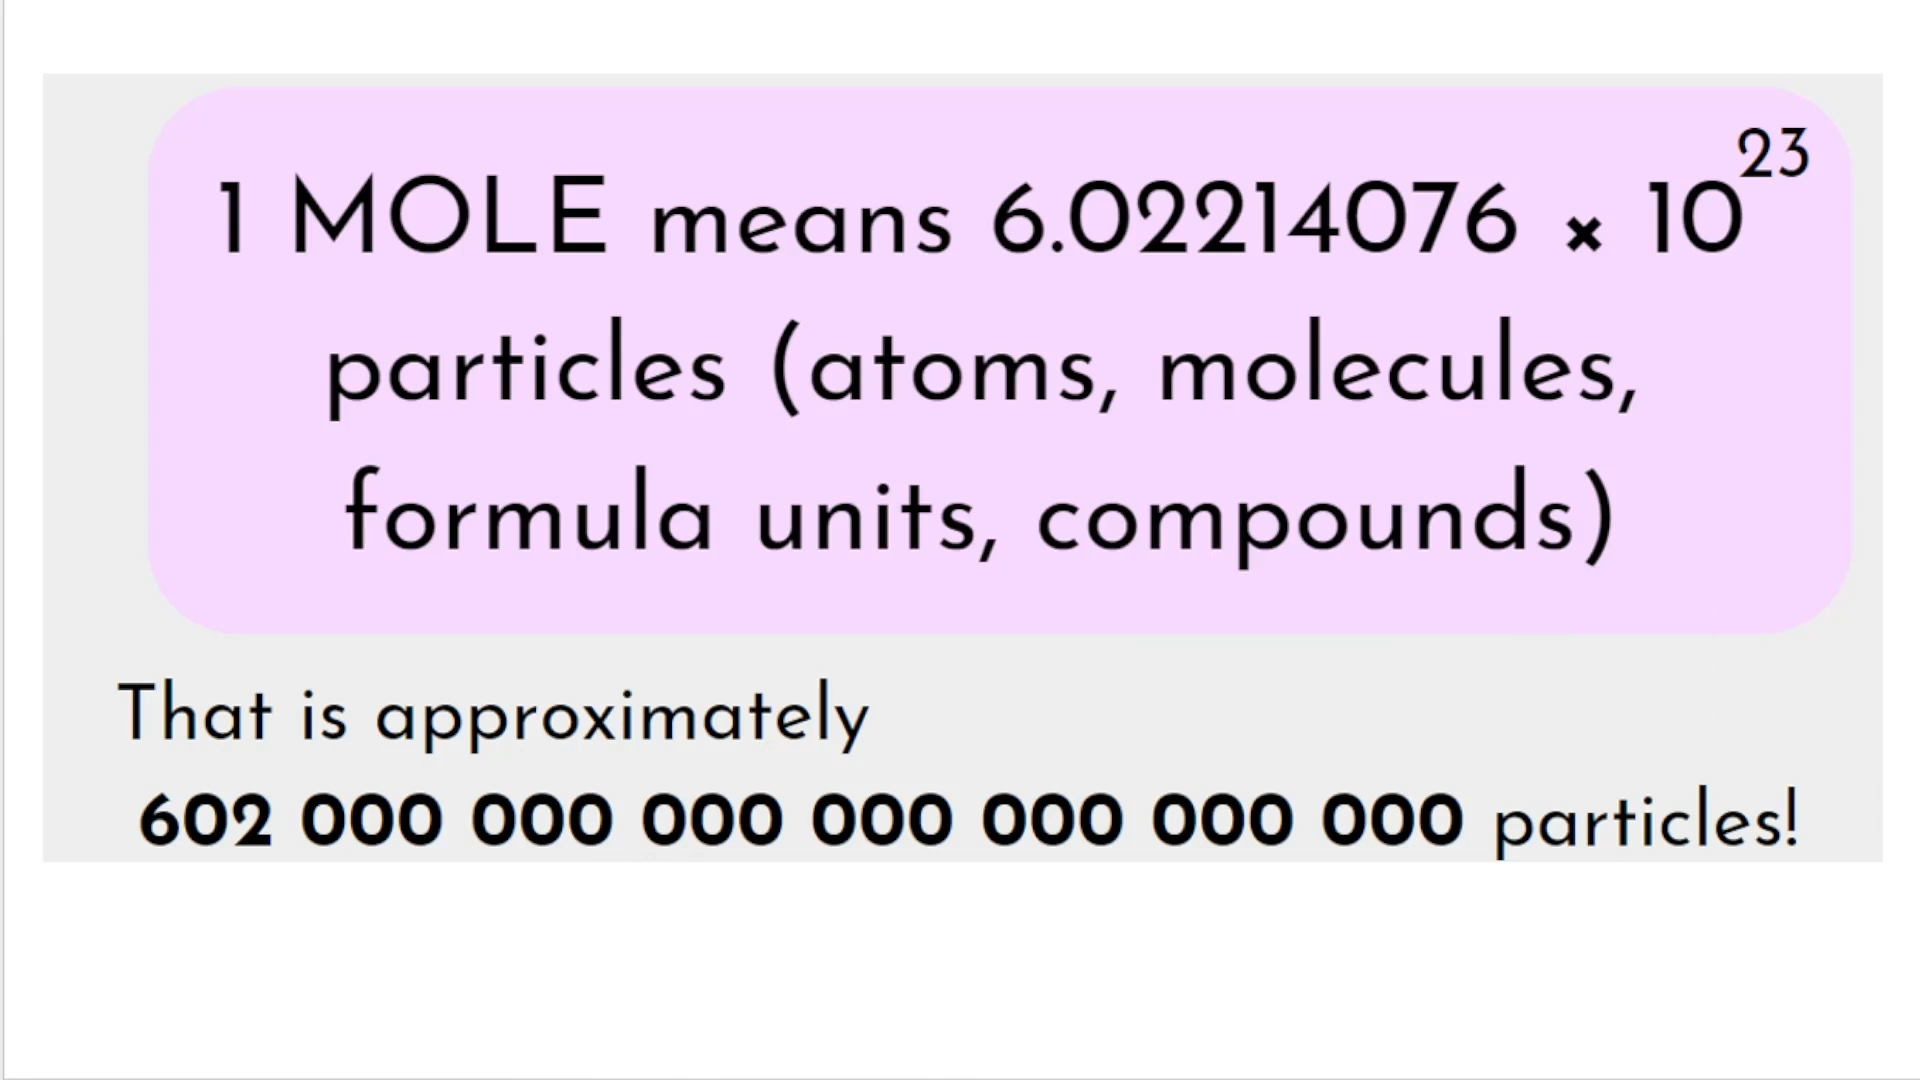 1 MOLE means 6.02214076 × 10²³
particles (atoms, molecules,
formula units, compounds)
That is approximately
602 000 000 000 000 000 000 000 particles!